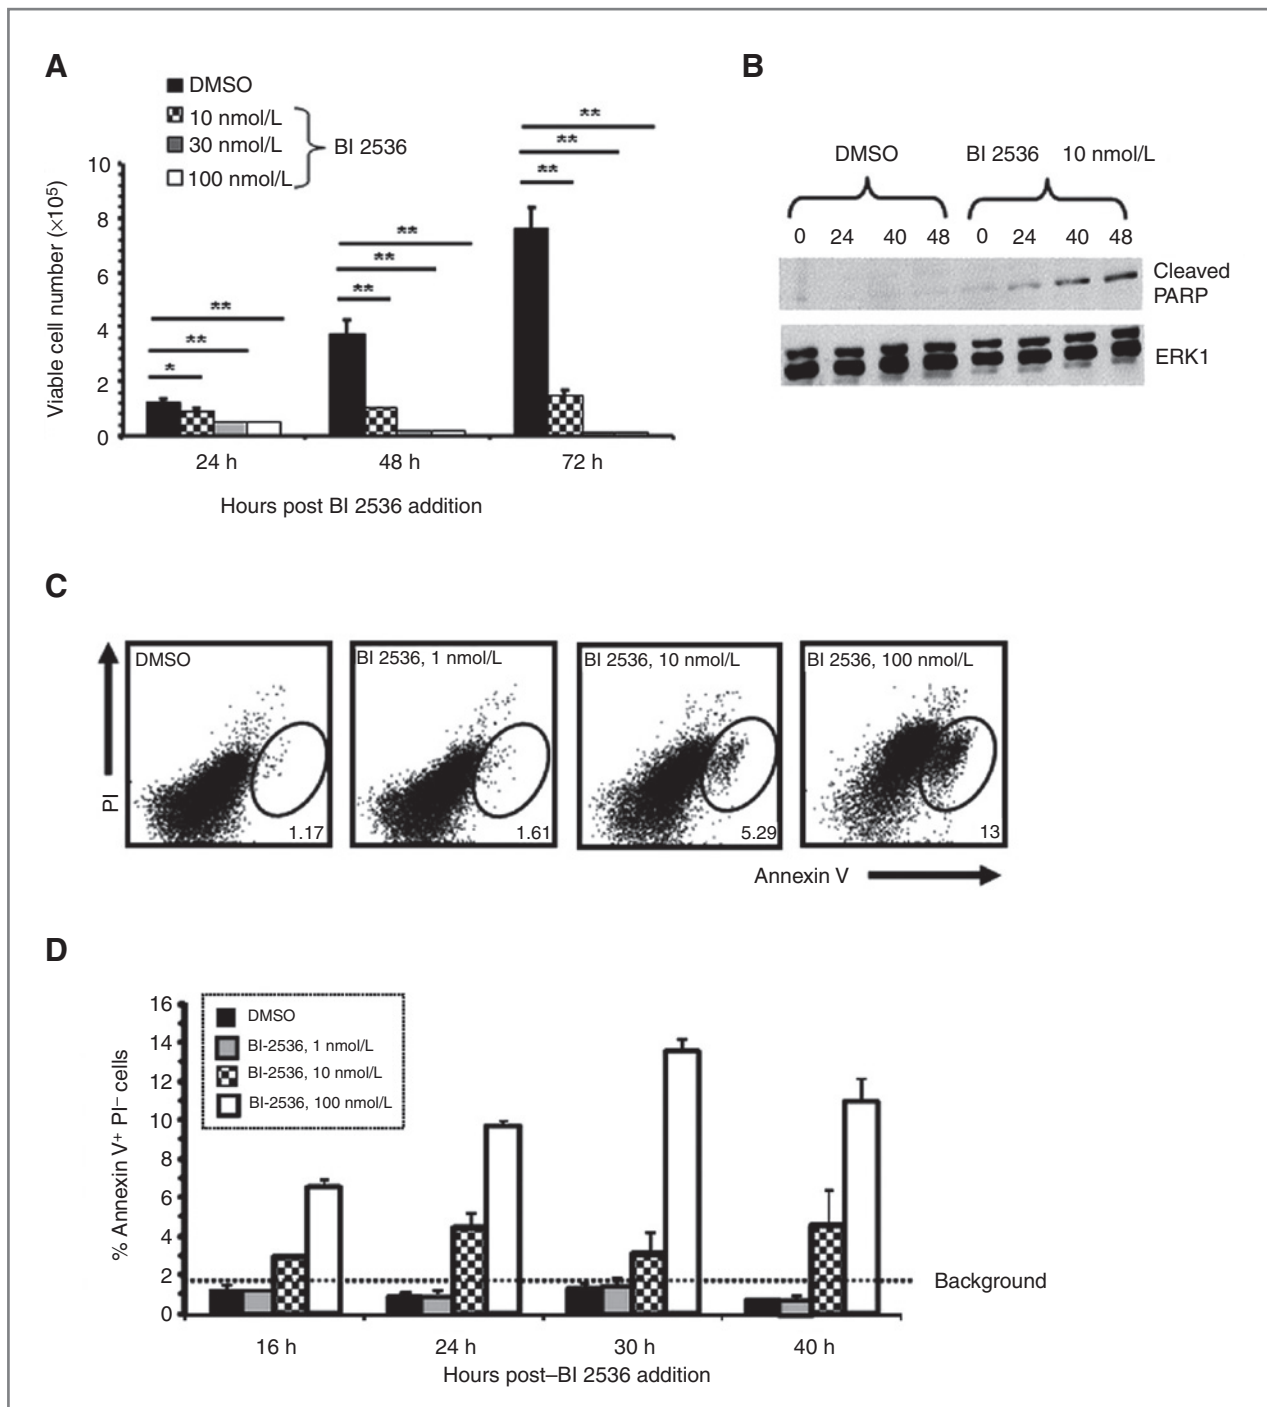 A
DMSO
10 nmol/L
30 nmol/L
100 nmol/L
BI 2536
Viable cell number (×10⁵)
10
8
6
4
2
0
*
**
**
**
**
**
**
**
**
24 h
48 h
72 h
Hours post BI 2536 addition
B
DMSO
BI 2536 10 nmol/L
0 24 40 48 0 24 40 48
Cleaved
PARP
ERK1
C
PI
DMSO
1.17
BI 2536, 1 nmol/L
1.61
BI 2536, 10 nmol/L
5.29
BI 2536, 100 nmol/L
13
Annexin V
D
% Annexin V⁺ PI⁻ cells
16
14
12
10
8
6
4
2
0
DMSO
BI-2536, 1 nmol/L
BI-2536, 10 nmol/L
BI-2536, 100 nmol/L
Background
16 h
24 h
30 h
40 h
Hours post–BI 2536 addition